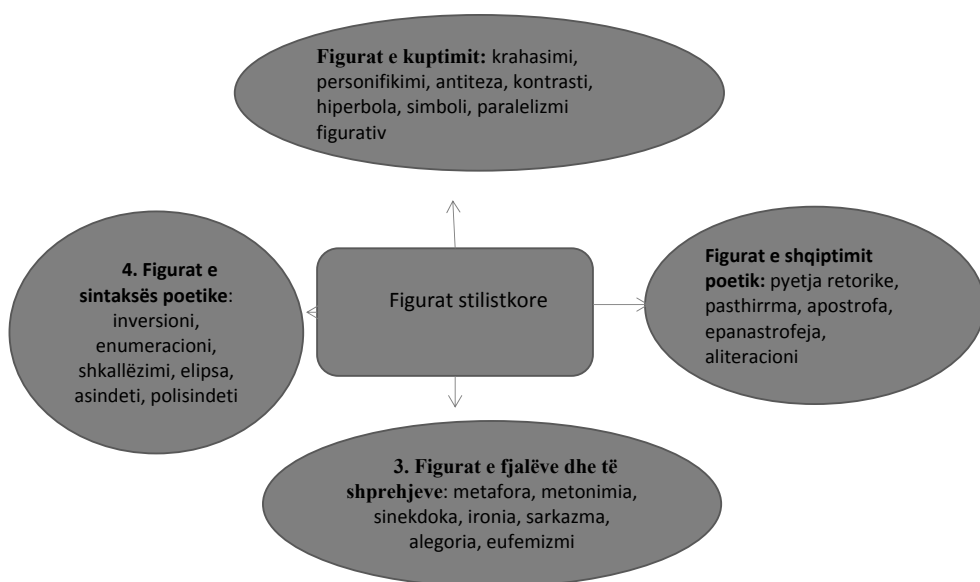 Figurat e kuptimit: krahasimi,
personifikimi, antiteza, kontrasti,
hiperbola, simboli, paralelizmi
figurativ
4. Figurat e
sintaksës poetike:
inversioni,
enumeracioni,
shkallëzimi, elipsa,
asindeti, polisindeti
Figurat stilistkore
Figurat e shqiptimit
poetik: pyetja retorike,
pasthirrma, apostrofa,
epanastrofeja,
aliteracioni
3. Figurat e fjalëve dhe të
shprehjeve: metafora, metonimia,
sinekdoka, ironia, sarkazma,
alegoria, eufemizmi